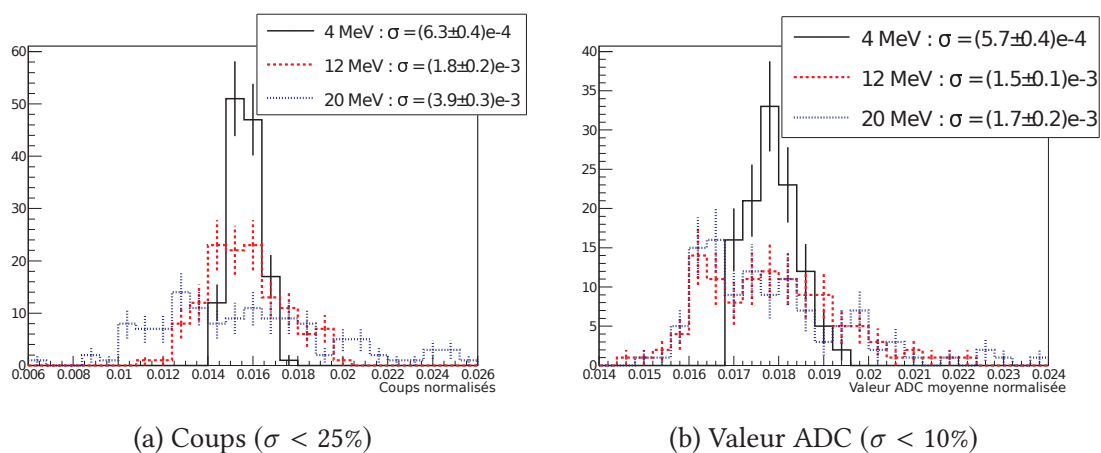 4 MeV : σ=(6.3±0.4)e-4
12 MeV : σ=(1.8±0.2)e-3
20 MeV : σ=(3.9±0.3)e-3
60
50
40
30
20
10
0
0.006 0.008 0.01 0.012 0.014 0.016 0.018 0.02 0.022 0.024 0.026
Coups normalisés
(a) Coups (σ < 25%)
4 MeV : σ=(5.7±0.4)e-4
12 MeV : σ=(1.5±0.1)e-3
20 MeV : σ=(1.7±0.2)e-3
40
35
30
25
20
15
10
5
0
0.014 0.015 0.016 0.017 0.018 0.019 0.02 0.021 0.022 0.023 0.024
Valeur ADC moyenne normalisée
(b) Valeur ADC (σ < 10%)